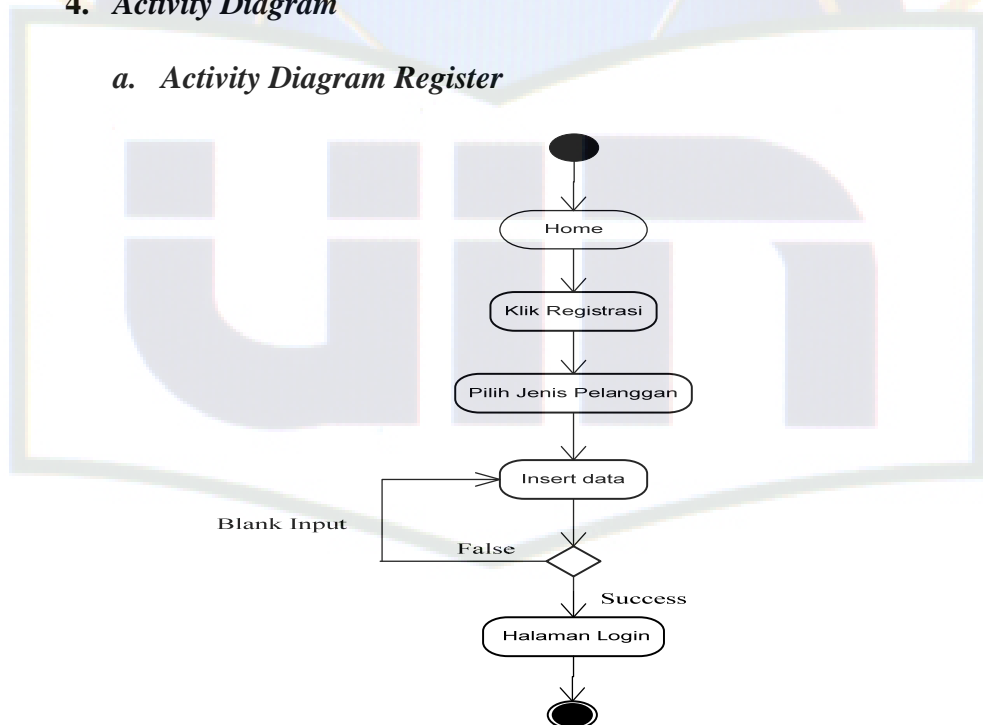 4. Activity Diagram
a. Activity Diagram Register
Home
Klik Registrasi
Pilih Jenis Pelanggan
Insert data
Blank Input
False
Success
Halaman Login
uin